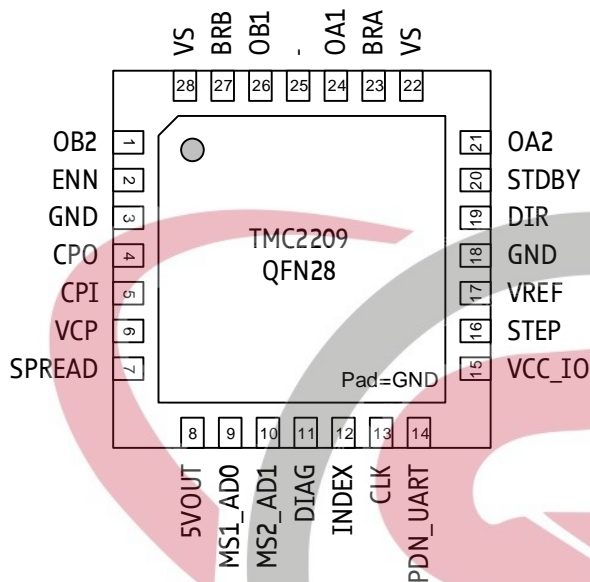 VS BRB OB1 - OA1 BRA VS
28 27 26 25 24 23 22
OB2 1
ENN 2
GND 3
CPO 4
CPI 5
VCP 6
SPREAD 7
TMC2209
QFN28
Pad=GND
21 OA2
20 STDBY
19 DIR
18 GND
17 VREF
16 STEP
15 VCC_IO
8 9 10 11 12 13 14
5VOUT MS1_AD0 MS2_AD1 DIAG INDEX CLK PDN_UART